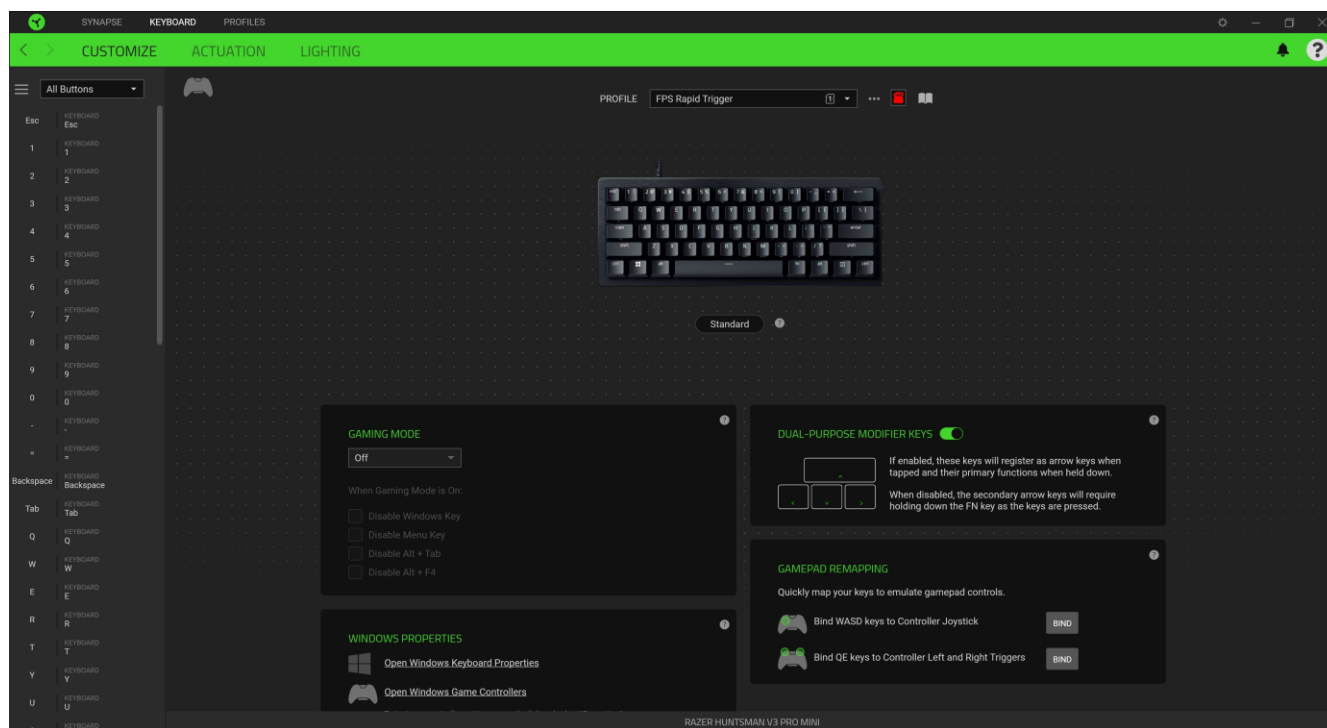 SYNAPSE KEYBOARD PROFILES
CUSTOMIZE ACTUATION LIGHTING
All Buttons
PROFILE FPS Rapid Trigger 1
Esc KEYBOARD
Esc
1 KEYBOARD
1
2 KEYBOARD
2
3 KEYBOARD
3
4 KEYBOARD
4
5 KEYBOARD
5
6 KEYBOARD
6
7 KEYBOARD
7
8 KEYBOARD
8
9 KEYBOARD
9
0 KEYBOARD
0
- KEYBOARD
-
= KEYBOARD
=
Backspace KEYBOARD
Backspace
Tab KEYBOARD
Tab
Q KEYBOARD
Q
W KEYBOARD
W
E KEYBOARD
E
R KEYBOARD
R
T KEYBOARD
T
Y KEYBOARD
Y
U KEYBOARD
U
KEYBOARD
Standard ?
GAMING MODE
Off
When Gaming Mode is On:
Disable Windows Key
Disable Menu Key
Disable Alt + Tab
Disable Alt + F4
WINDOWS PROPERTIES
Open Windows Keyboard Properties
Open Windows Game Controllers
DUAL-PURPOSE MODIFIER KEYS
If enabled, these keys will register as arrow keys when
tapped and their primary functions when held down.
When disabled, the secondary arrow keys will require
holding down the FN key as the keys are pressed.
GAMEPAD REMAPPING
Quickly map your keys to emulate gamepad controls.
Bind WASD keys to Controller Joystick BIND
Bind QE keys to Controller Left and Right Triggers BIND
RAZER HUNTSMAN V3 PRO MINI